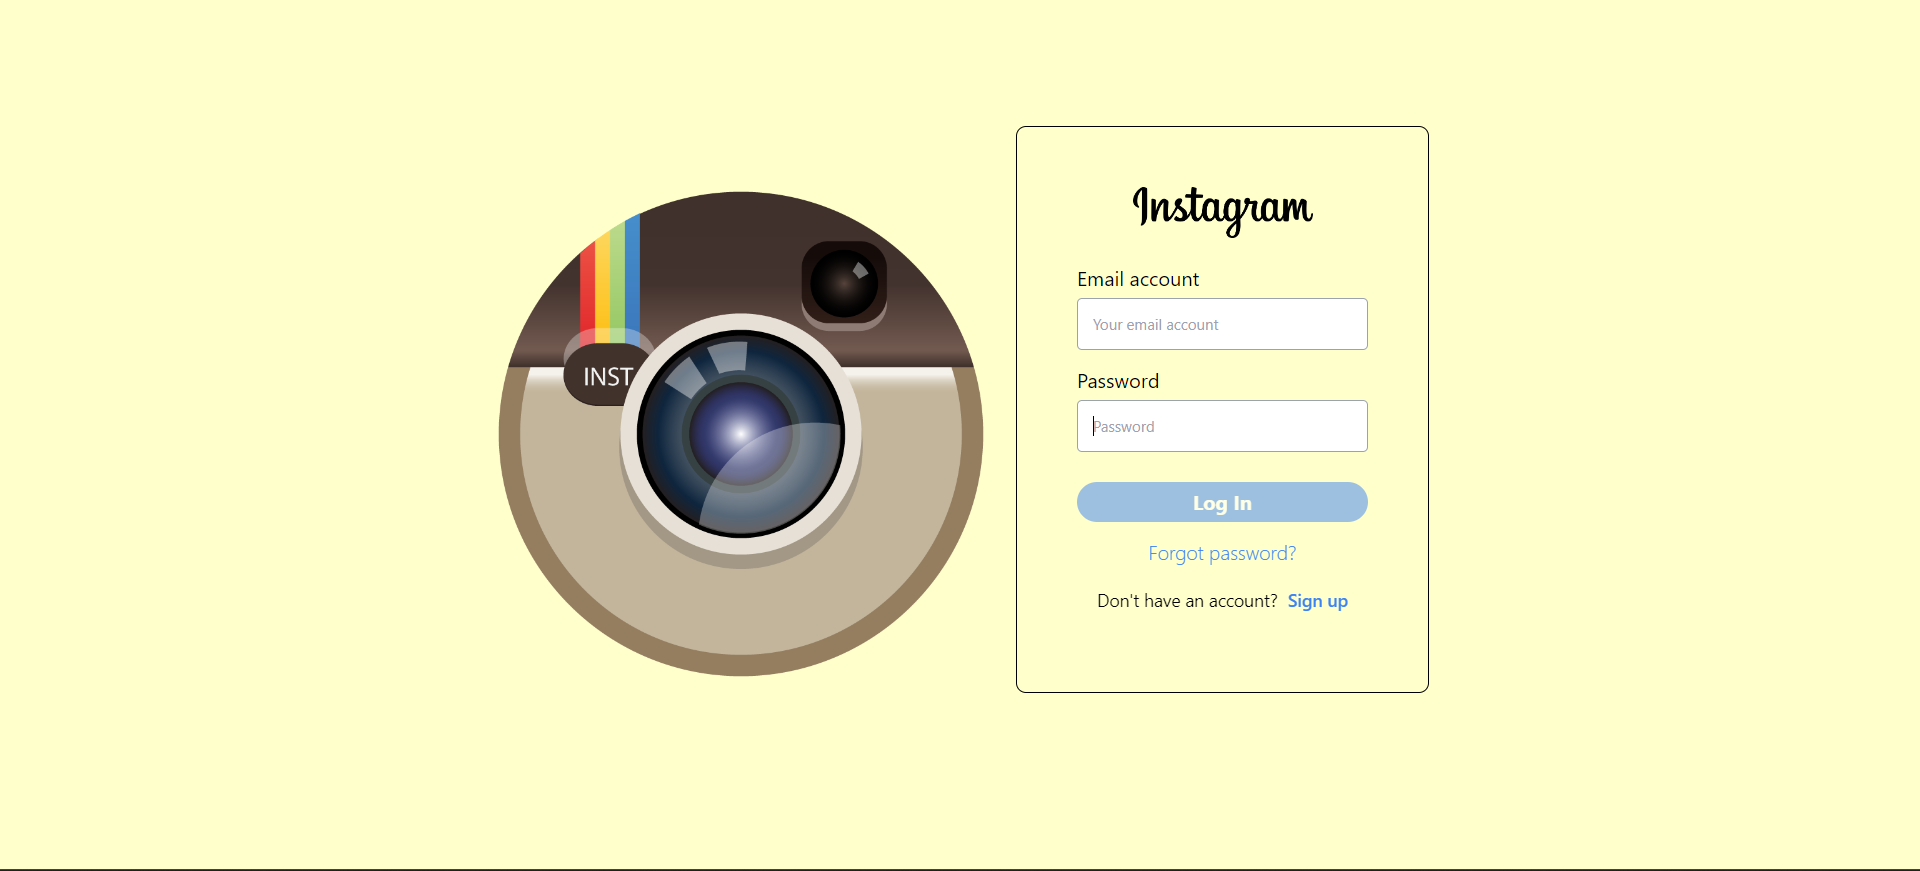 INST
Instagram
Email account
Your email account
Password
Password
Log In
Forgot password?
Don't have an account? Sign up